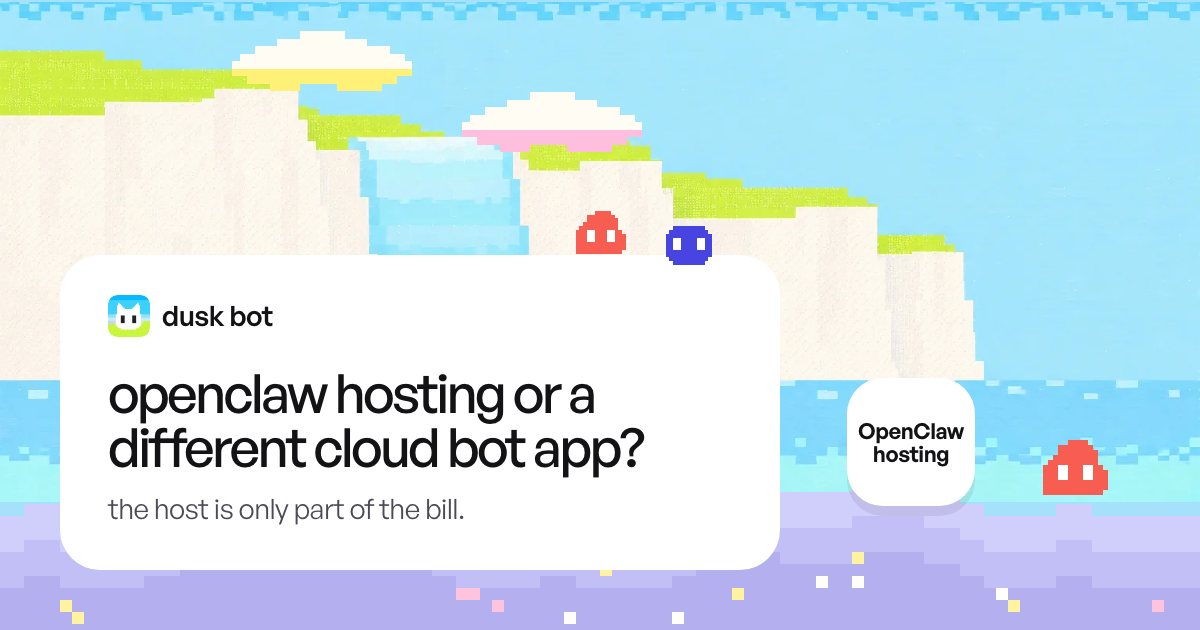 dusk bot
openclaw hosting or a
different cloud bot app?
the host is only part of the bill.
OpenClaw
hosting